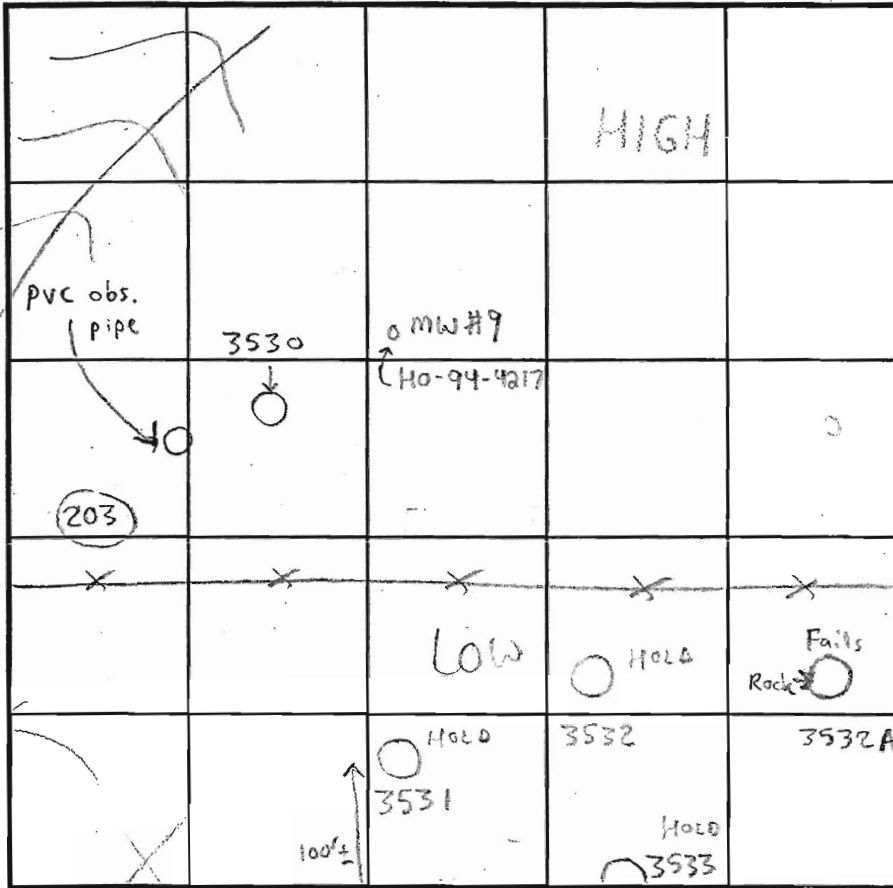 HIGH
PVC obs.
pipe
3530
MW#9
HO-94-4217
203
LOW
HOLD
Fails
Rock
HOLD
3532
3532A
3531
100'±
HOLD
3533